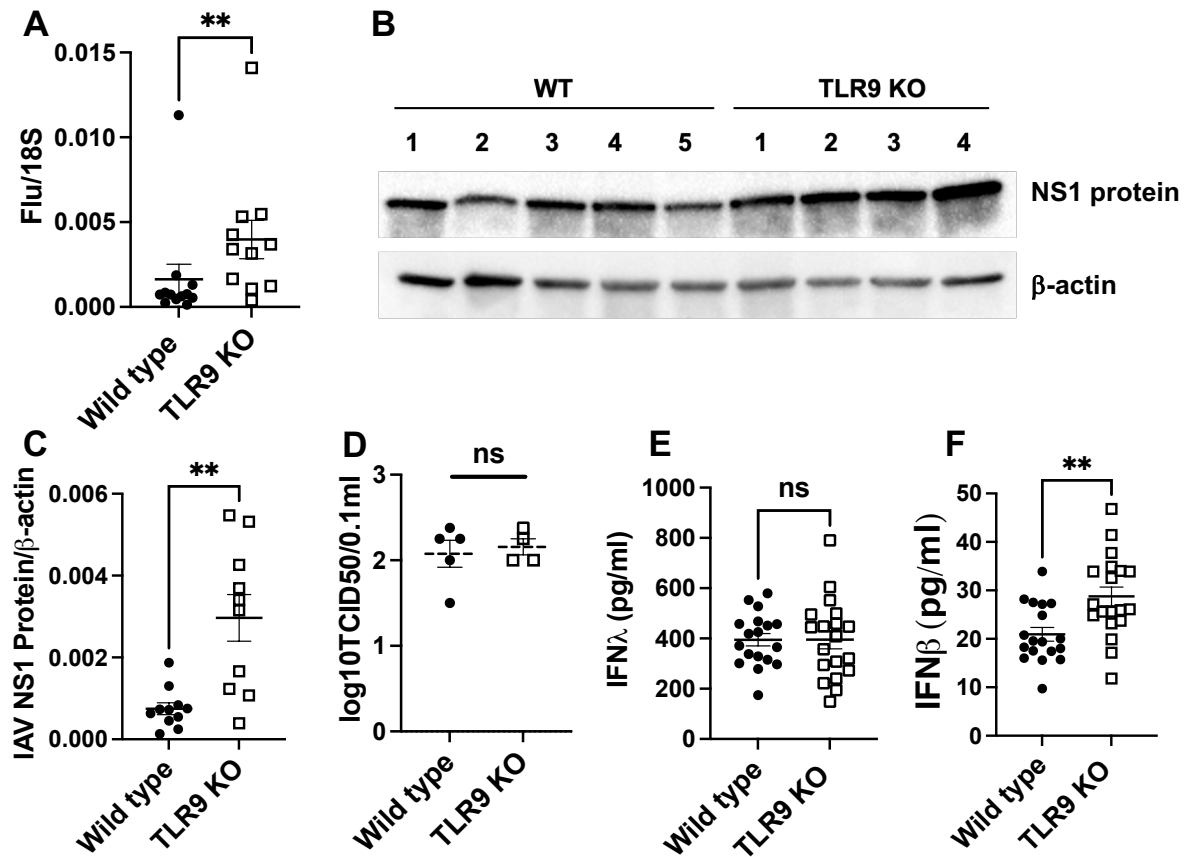 A
**
0.015
0.010
0.005
0.000
Flu/18S
Wild type
TLR9 KO
B
WT
TLR9 KO
1 2 3 4 5 1 2 3 4
NS1 protein
β-actin
C
**
0.006
0.004
0.002
0.000
IAV NS1 Protein/β-actin
Wild type
TLR9 KO
D
ns
3
2
1
0
log10TCID50/0.1ml
Wild type
TLR9 KO
E
ns
1000
800
600
400
200
0
IFNλ (pg/ml)
Wild type
TLR9 KO
F
**
50
40
30
20
10
0
IFNβ (pg/ml)
Wild type
TLR9 KO